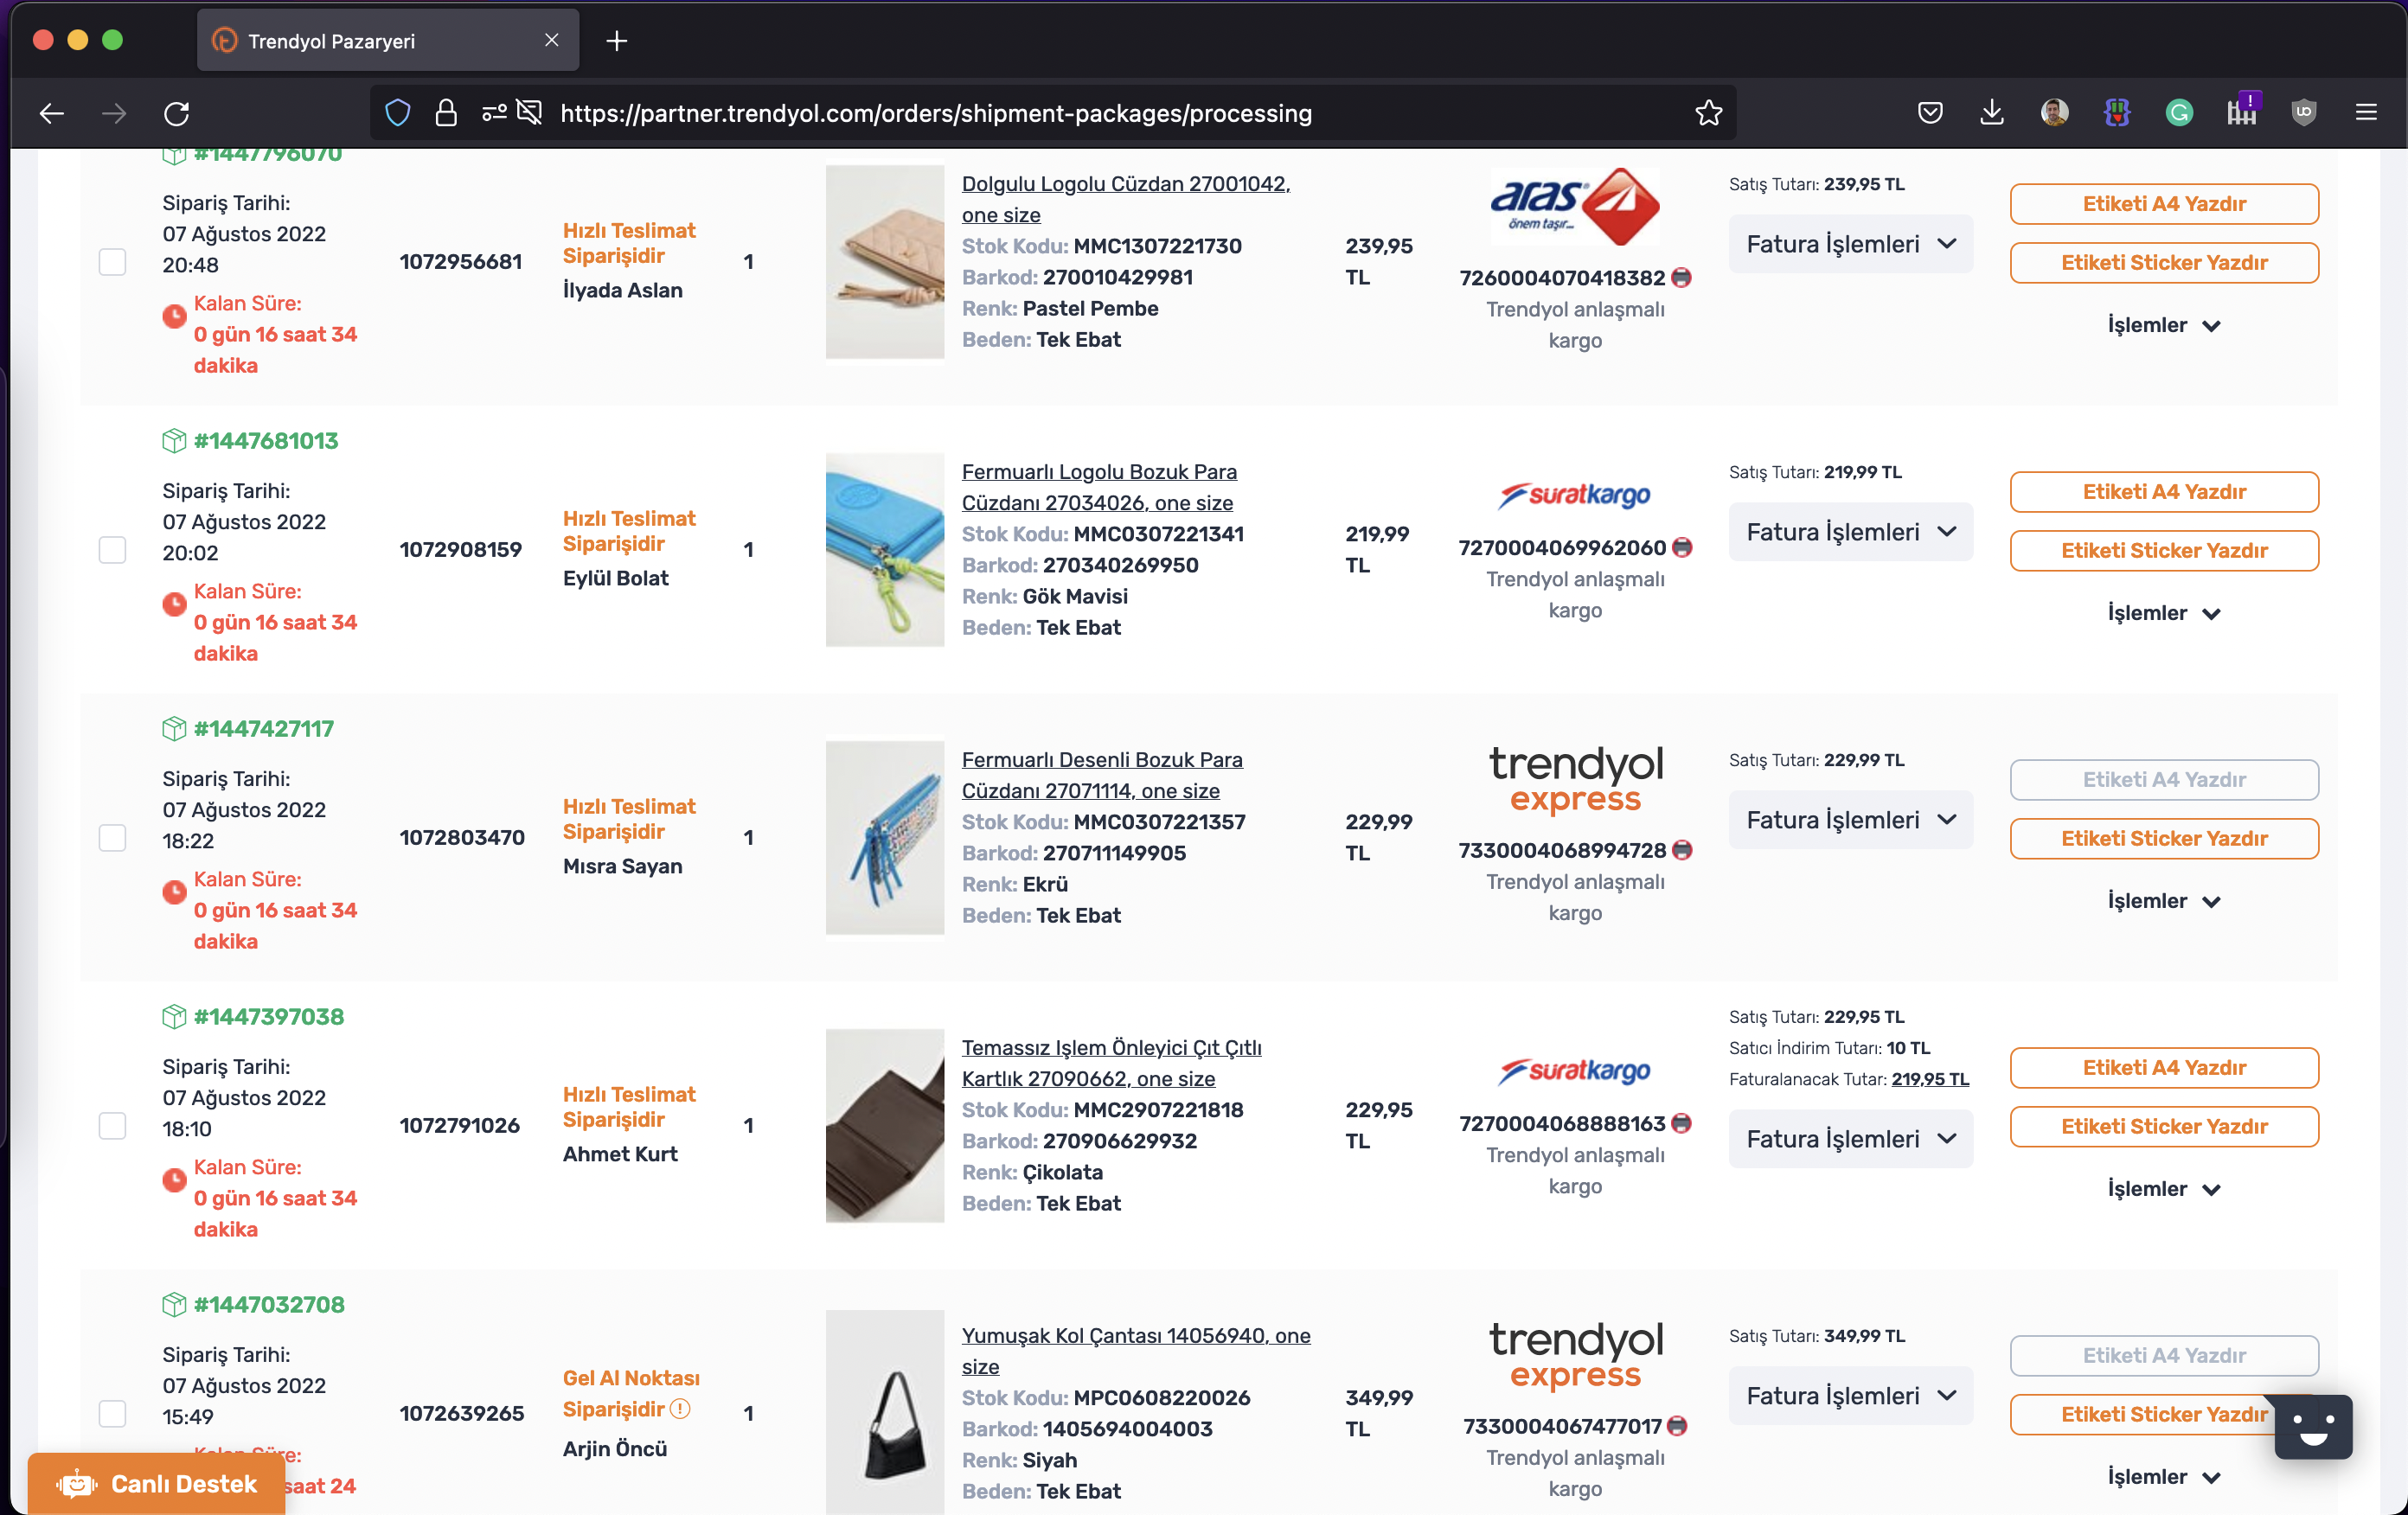 Trendyol Pazaryeri
https://partner.trendyol.com/orders/shipment-packages/processing
#1447796070
Sipariş Tarihi:
07 Ağustos 2022
20:48
Kalan Süre:
0 gün 16 saat 34
dakika
1072956681
Hızlı Teslimat
Siparişidir
İlyada Aslan
1
Dolgulu Logolu Cüzdan 27001042,
one size
Stok Kodu: MMC1307221730
Barkod: 270010429981
Renk: Pastel Pembe
Beden: Tek Ebat
239,95
TL
aras
önem taşır...
7260004070418382
Trendyol anlaşmalı
kargo
Satış Tutarı: 239,95 TL
Fatura İşlemleri
Etiketi A4 Yazdır
Etiketi Sticker Yazdır
İşlemler
#1447681013
Sipariş Tarihi:
07 Ağustos 2022
20:02
Kalan Süre:
0 gün 16 saat 34
dakika
1072908159
Hızlı Teslimat
Siparişidir
Eylül Bolat
1
Fermuarlı Logolu Bozuk Para
Cüzdanı 27034026, one size
Stok Kodu: MMC0307221341
Barkod: 270340269950
Renk: Gök Mavisi
Beden: Tek Ebat
219,99
TL
suratkargo
7270004069962060
Trendyol anlaşmalı
kargo
Satış Tutarı: 219,99 TL
Fatura İşlemleri
Etiketi A4 Yazdır
Etiketi Sticker Yazdır
İşlemler
#1447427117
Sipariş Tarihi:
07 Ağustos 2022
18:22
Kalan Süre:
0 gün 16 saat 34
dakika
1072803470
Hızlı Teslimat
Siparişidir
Mısra Sayan
1
Fermuarlı Desenli Bozuk Para
Cüzdanı 27071114, one size
Stok Kodu: MMC0307221357
Barkod: 270711149905
Renk: Ekrü
Beden: Tek Ebat
229,99
TL
trendyol
express
7330004068994728
Trendyol anlaşmalı
kargo
Satış Tutarı: 229,99 TL
Fatura İşlemleri
Etiketi A4 Yazdır
Etiketi Sticker Yazdır
İşlemler
#1447397038
Sipariş Tarihi:
07 Ağustos 2022
18:10
Kalan Süre:
0 gün 16 saat 34
dakika
1072791026
Hızlı Teslimat
Siparişidir
Ahmet Kurt
1
Temassız Işlem Önleyici Çıt Çıtlı
Kartlık 27090662, one size
Stok Kodu: MMC2907221818
Barkod: 270906629932
Renk: Çikolata
Beden: Tek Ebat
229,95
TL
suratkargo
7270004068888163
Trendyol anlaşmalı
kargo
Satış Tutarı: 229,95 TL
Satıcı İndirim Tutarı: 10 TL
Faturalanacak Tutar: 219,95 TL
Fatura İşlemleri
Etiketi A4 Yazdır
Etiketi Sticker Yazdır
İşlemler
#1447032708
Sipariş Tarihi:
07 Ağustos 2022
15:49
Kalan Süre:
saat 24
1072639265
Gel Al Noktası
Siparişidir
Arjin Öncü
1
Yumuşak Kol Çantası 14056940, one
size
Stok Kodu: MPC0608220026
Barkod: 1405694004003
Renk: Siyah
Beden: Tek Ebat
349,99
TL
trendyol
express
7330004067477017
Trendyol anlaşmalı
kargo
Satış Tutarı: 349,99 TL
Fatura İşlemleri
Etiketi A4 Yazdır
Etiketi Sticker Yazdır
İşlemler
Canlı Destek